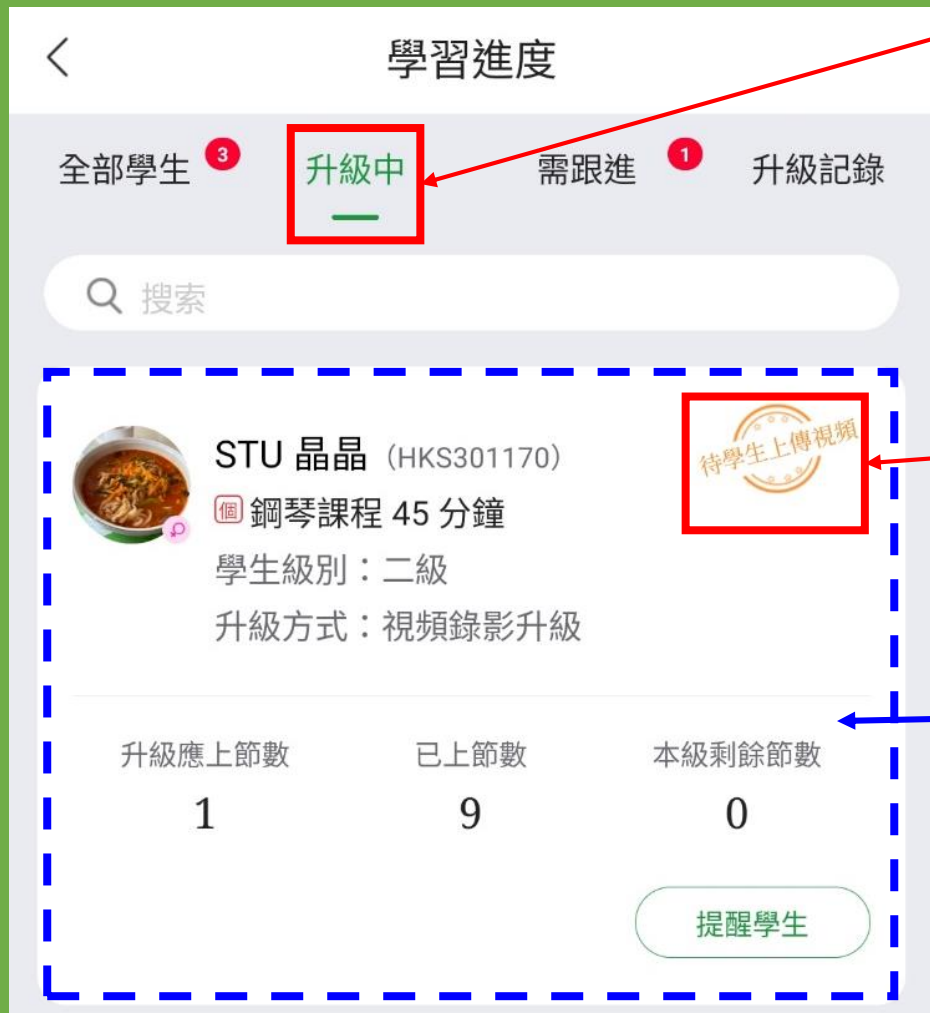 學習進度
全部學生 3
升級中
需跟進 1
升級記錄
搜索
STU 晶晶（HKS301170）
待學生上傳視頻
個 鋼琴課程 45 分鐘
學生級別：二級
升級方式：視頻錄影升級
升級應上節數 已上節數 本級剩餘節數
1 9 0
提醒學生